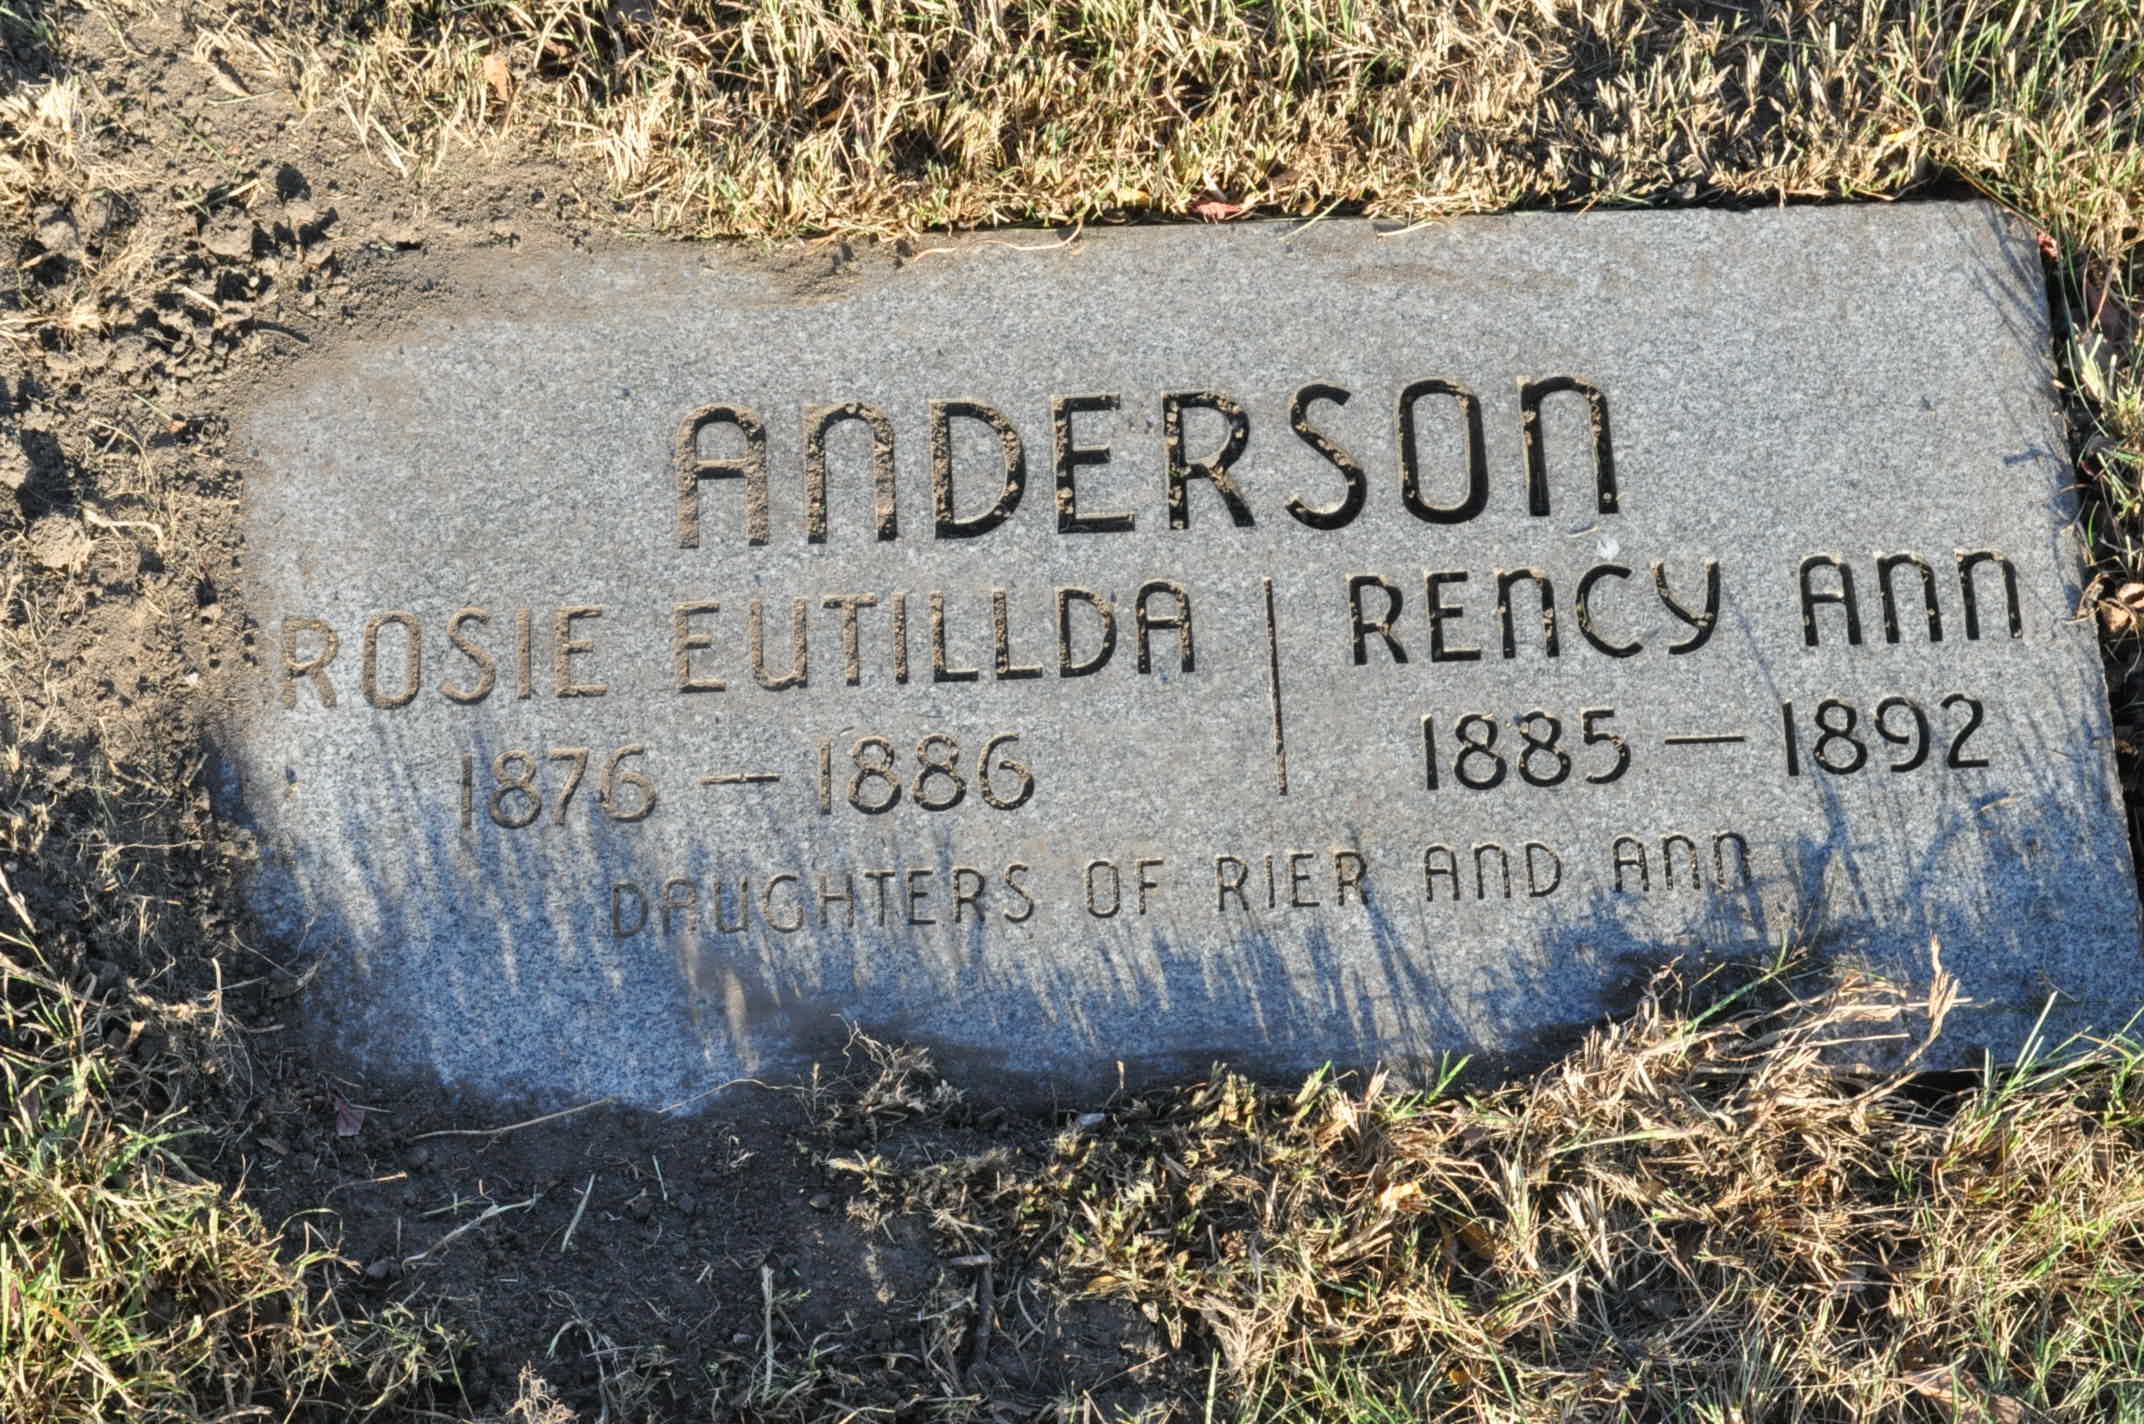 ANDERSON
ROSIE EUTILLDA
1876 — 1886
RENCY ANN
1885 — 1892
DAUGHTERS OF RIER AND ANN